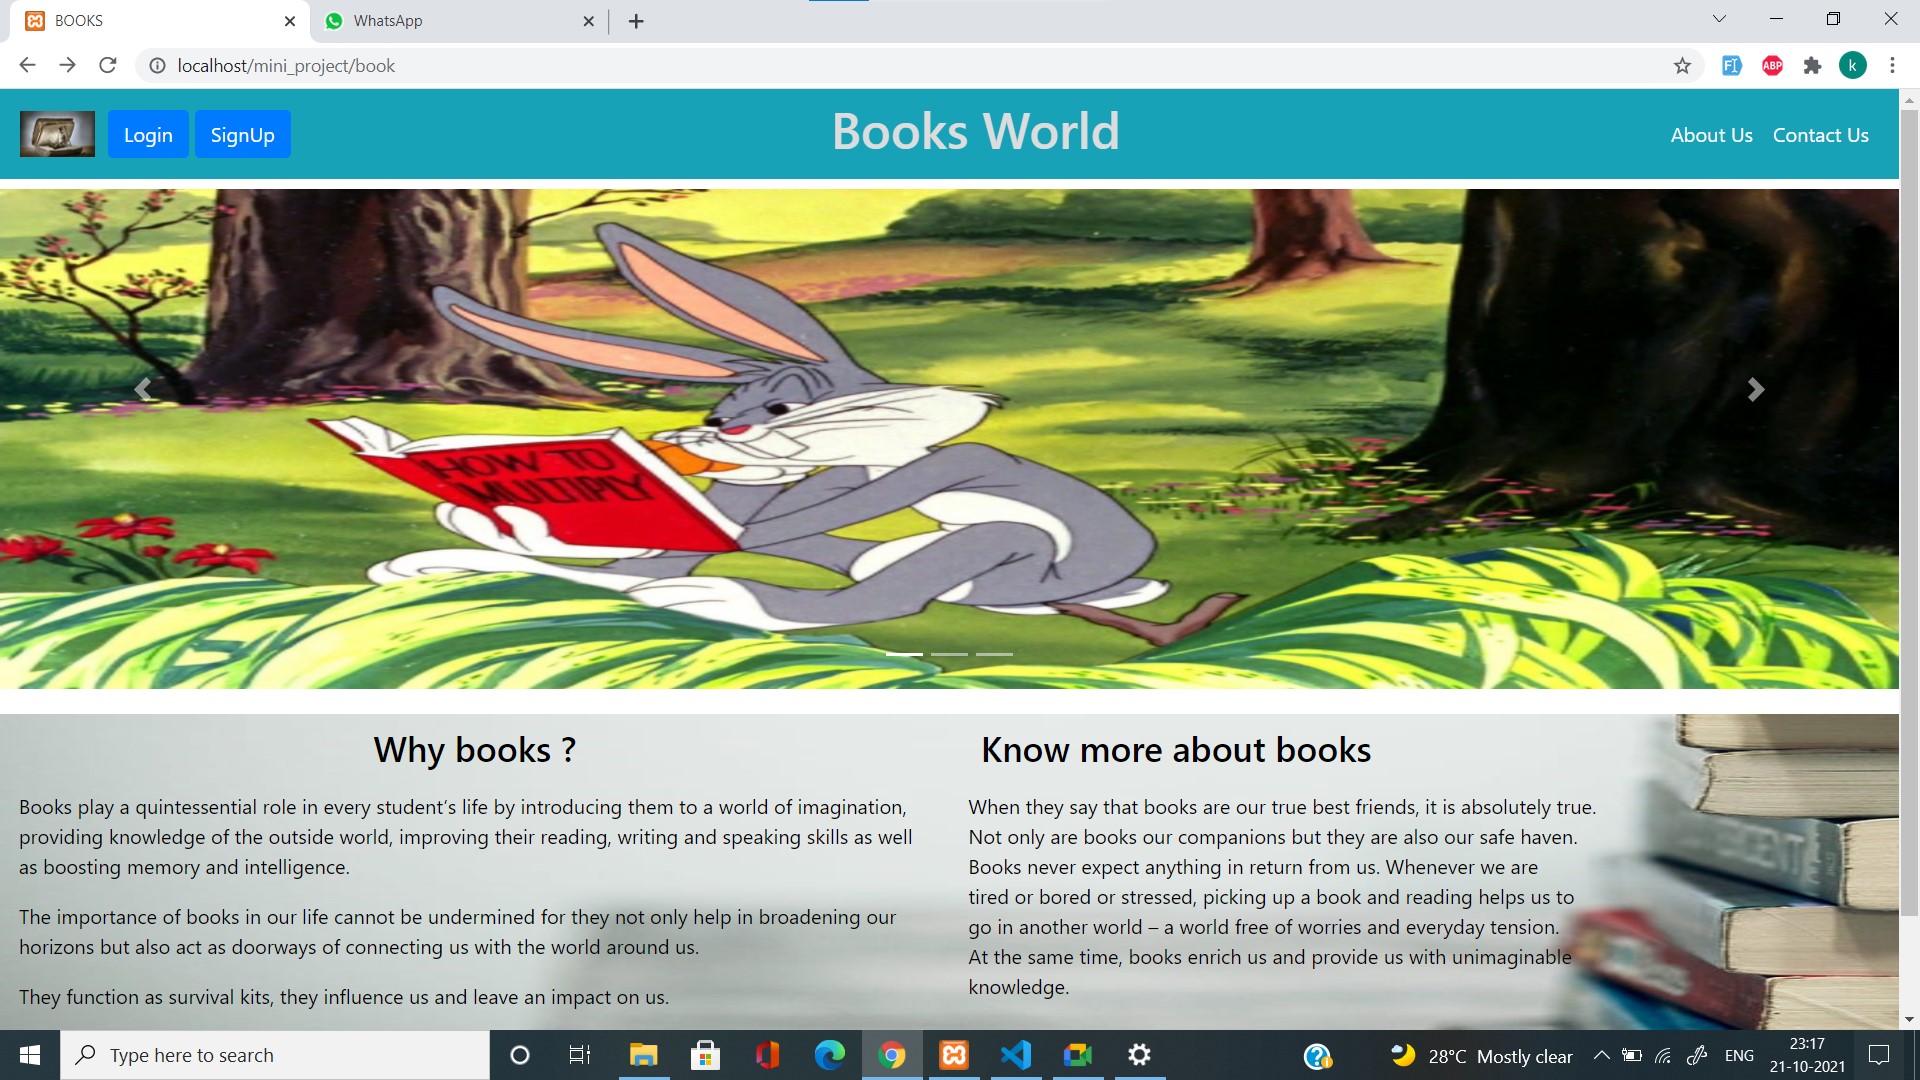 BOOKS
WhatsApp
localhost/mini_project/book
ABP
k
Login
SignUp
Books World
About Us
Contact Us
HOW TO
MULTIPLY
Why books ?
Books play a quintessential role in every student’s life by introducing them to a world of imagination,
providing knowledge of the outside world, improving their reading, writing and speaking skills as well
as boosting memory and intelligence.
The importance of books in our life cannot be undermined for they not only help in broadening our
horizons but also act as doorways of connecting us with the world around us.
They function as survival kits, they influence us and leave an impact on us.
Know more about books
When they say that books are our true best friends, it is absolutely true.
Not only are books our companions but they are also our safe haven.
Books never expect anything in return from us. Whenever we are
tired or bored or stressed, picking up a book and reading helps us to
go in another world – a world free of worries and everyday tension.
At the same time, books enrich us and provide us with unimaginable
knowledge.
Type here to search
28°C Mostly clear
ENG
23:17
21-10-2021